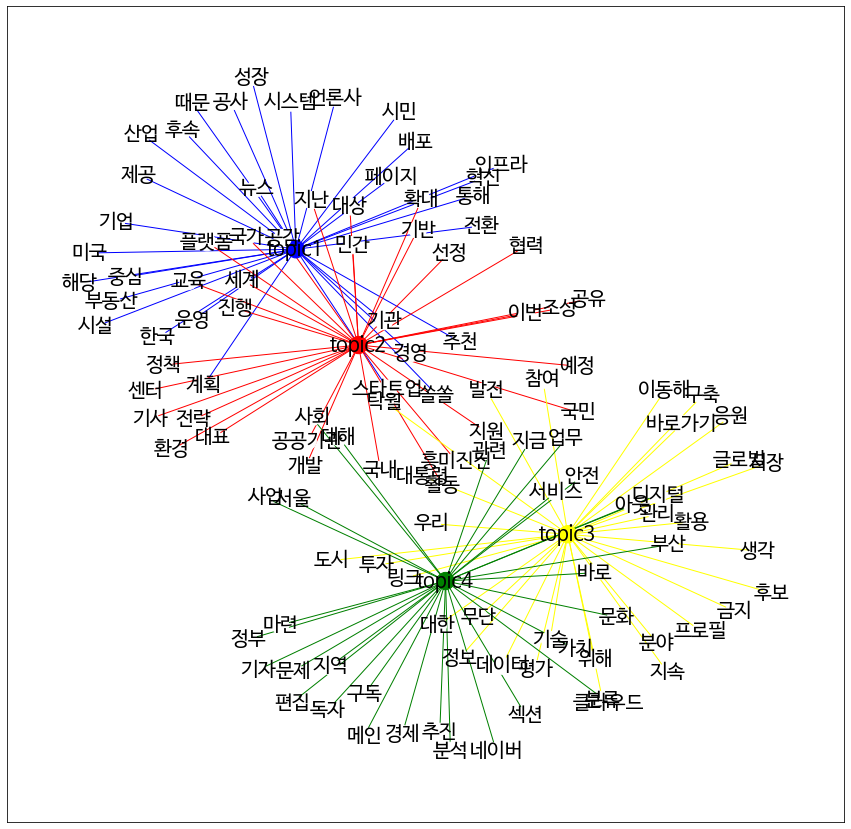 성장
때문
공사
시스템
언론사
시민
산업
후속
배포
제공
뉴스
지난
대상
페이지
인프라
혁신
통해
확대
기업
플랫폼
국가
공간
topic1
민간
기반
전환
선정
협력
미국
해당
중심
부동산
교육
세계
시설
운영
진행
한국
기관
topic2
경영
추천
이번
조성
공유
정책
센터
계획
예정
참여
기사
전략
환경
대표
사회
스타트업
쏠쏠
발전
국민
이동해
구축
바로가기
응원
공공기관
대해
개발
국내
대통령
흥미진진
활동
지원
관련
지금
업무
글로벌
사업
서울
서비스
안전
디지털
관리
활용
우리
topic3
부산
생각
도시
투자
링크
topic4
바로
후보
금지
정부
마련
대한
무단
문화
프로필
분야
기자
문제
지역
정보
데이터
기술
평가
가치
위해
지속
편집
독자
구독
섹션
클라우드
메인
경제
추진
분석
네이버